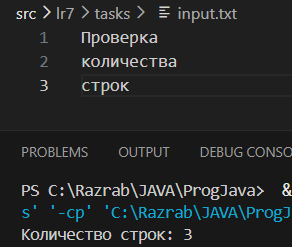 src > lr7 > tasks > input.txt
1 Проверка
2 количества
3 строк
PROBLEMS OUTPUT DEBUG CONSO
PS C:\Razrab\JAVA\ProgJava> &
s' '-cp' 'C:\Razrab\JAVA\ProgJ
Количество строк: 3